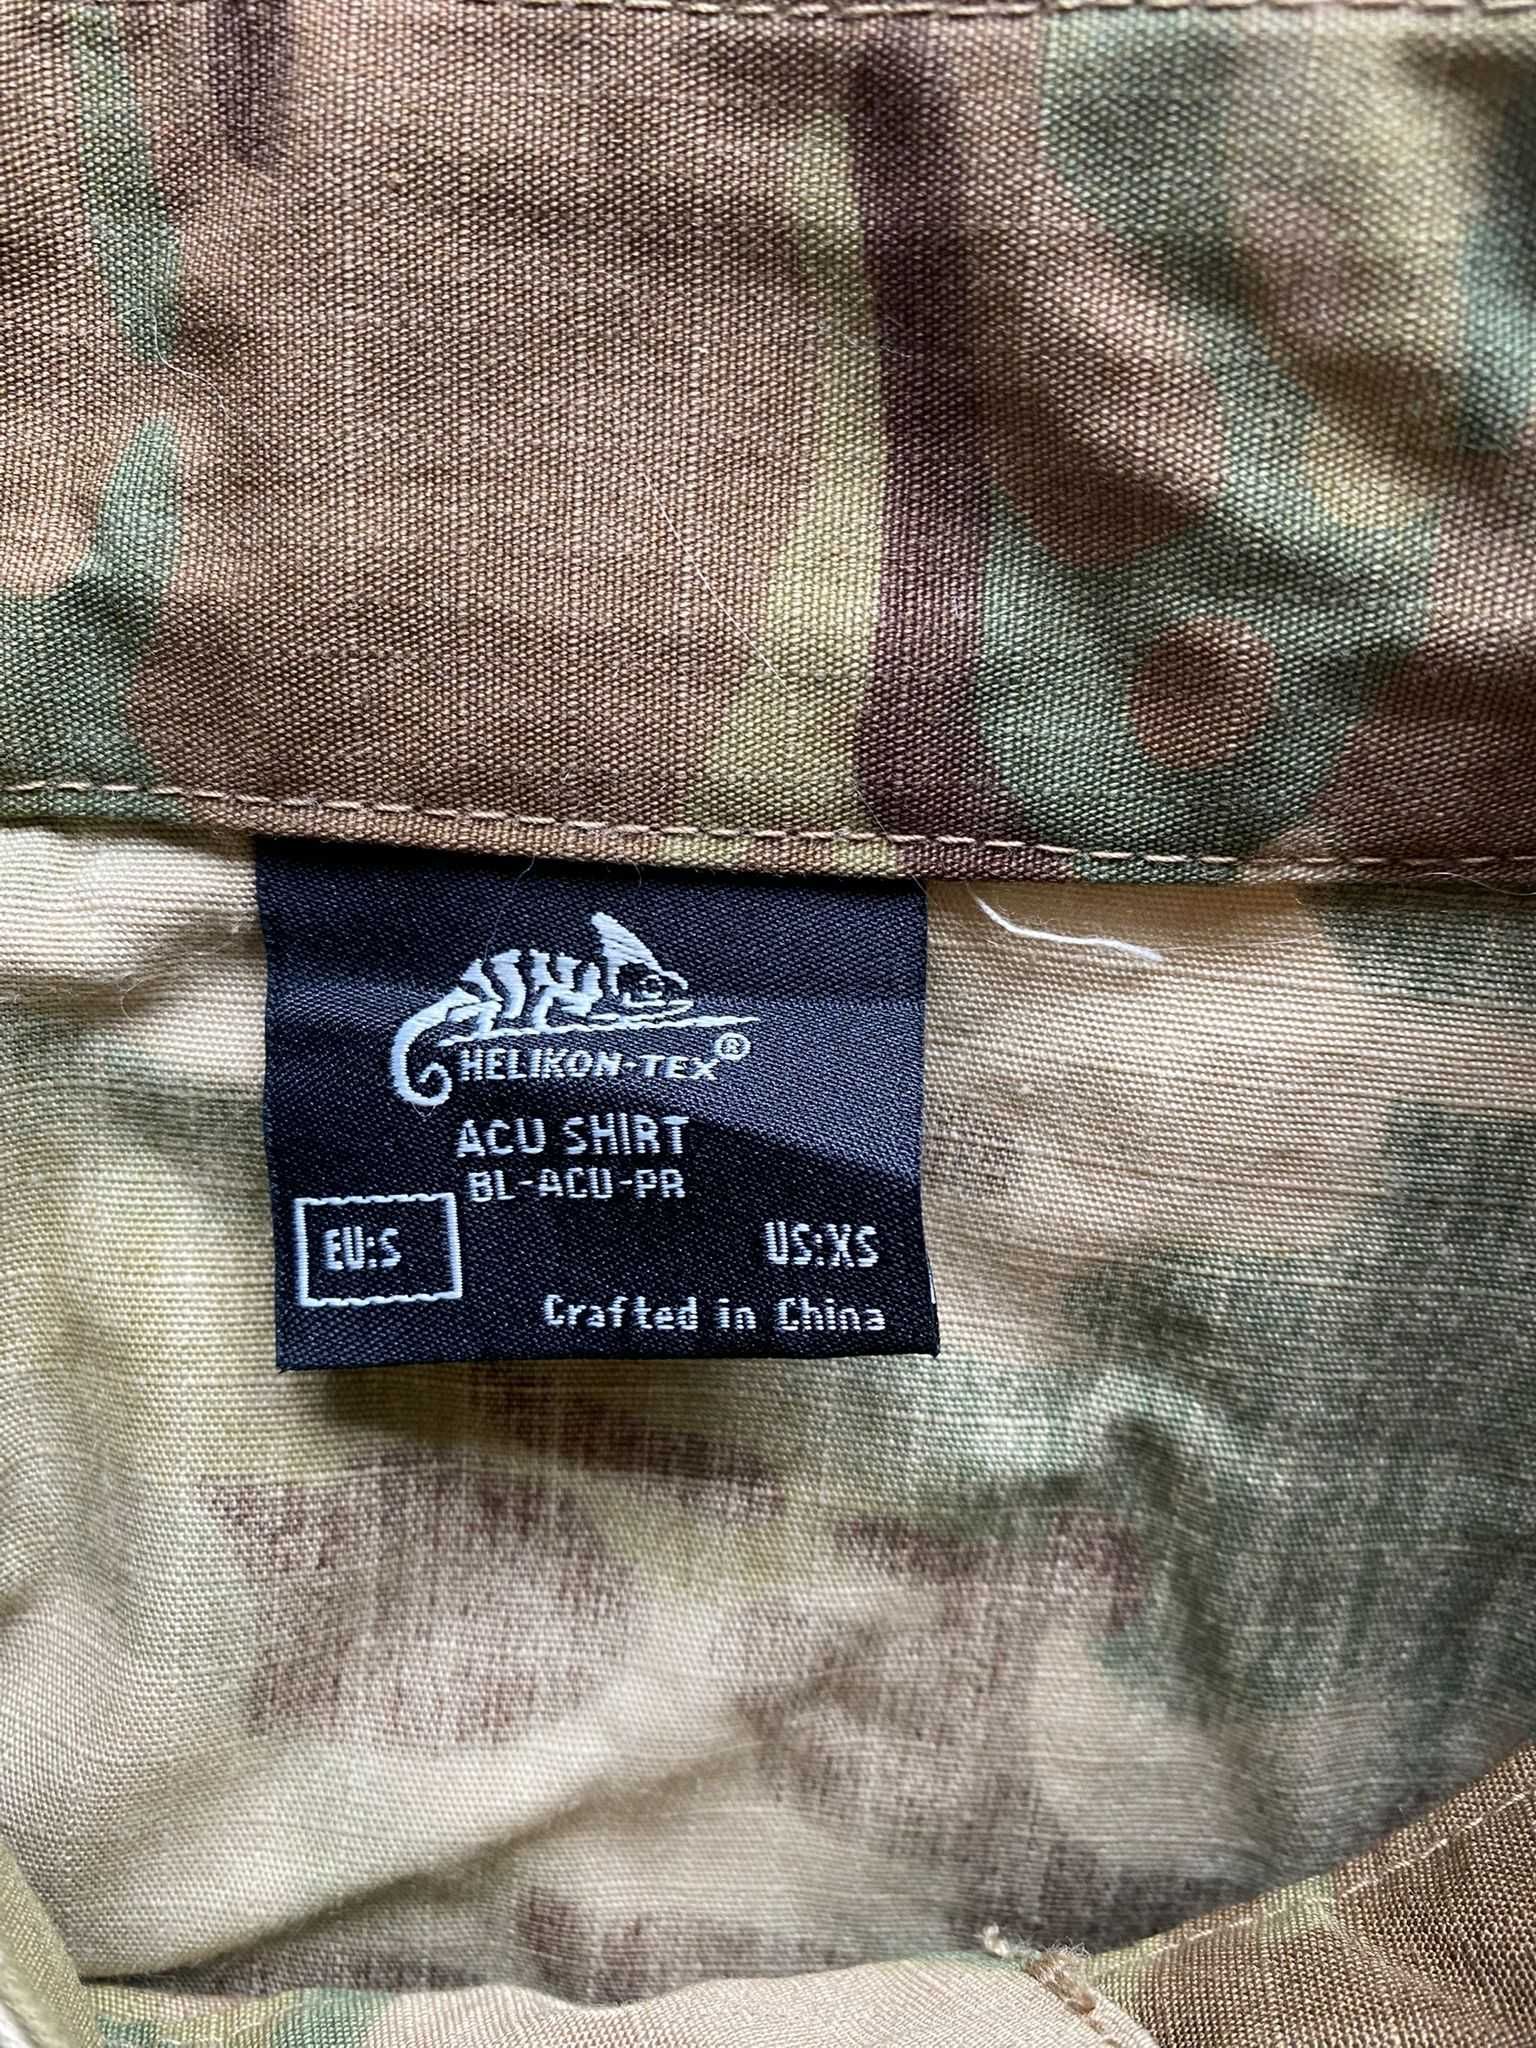 HELIKON-TEX®
ACU SHIRT
BL-ACU-PR
EU:S US:XS
Crafted in China